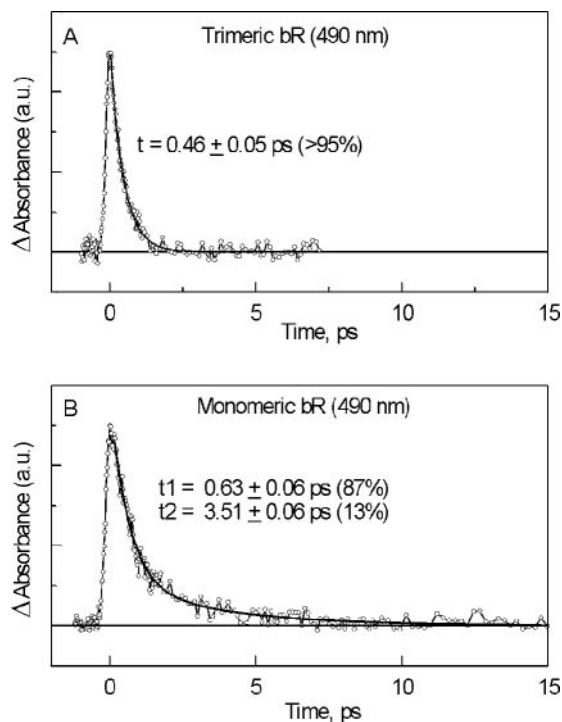 A
Trimeric bR (490 nm)
t = 0.46 ± 0.05 ps (>95%)
Δ Absorbance (a.u.)
0
5
10
15
Time, ps
B
Monomeric bR (490 nm)
t1 = 0.63 ± 0.06 ps (87%)
t2 = 3.51 ± 0.06 ps (13%)
Δ Absorbance (a.u.)
0
5
10
15
Time, ps